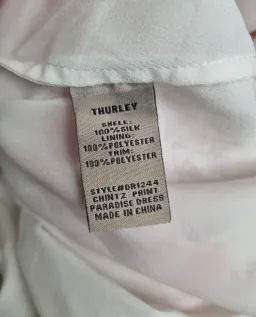 THURLEY
SHELL:
100%SILK
LINING:
100%POLYESTER
TRIM:
100%POLYESTER
STYLE#DR1244
CHINTZ PRINT
PARADISE DRESS
MADE IN CHINA